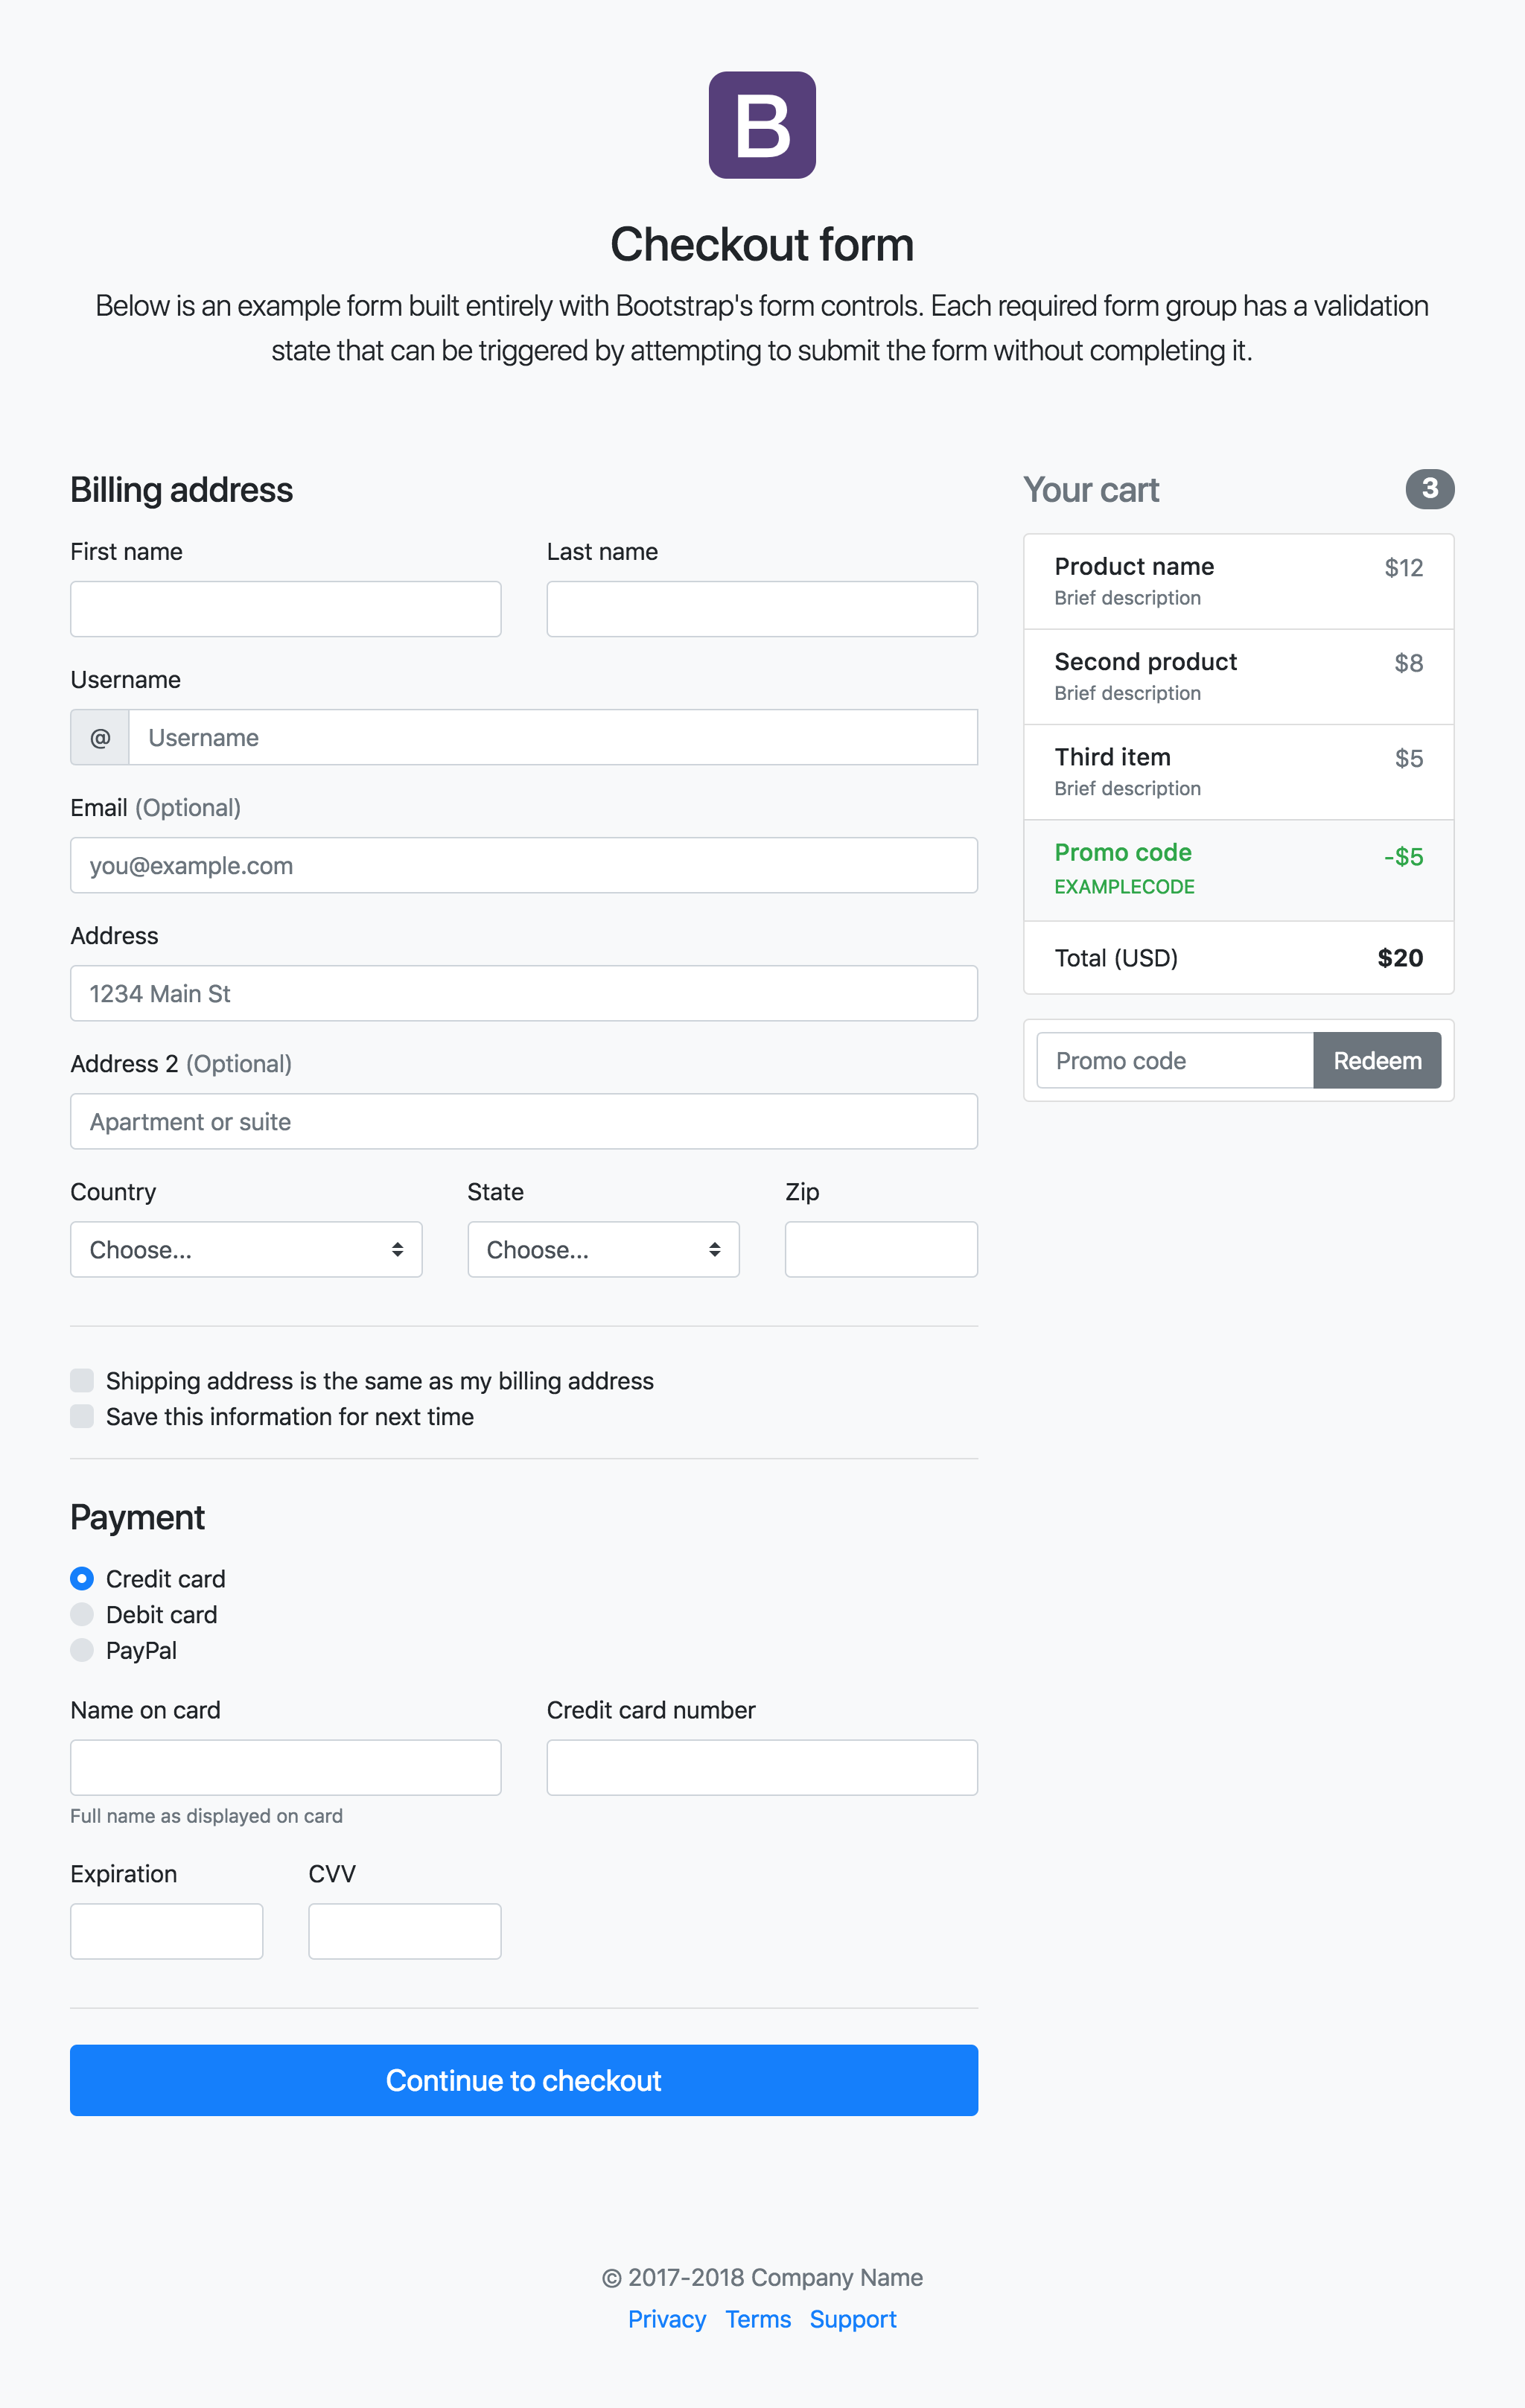 B
Checkout form
Below is an example form built entirely with Bootstrap's form controls. Each required form group has a validation
state that can be triggered by attempting to submit the form without completing it.
Billing address
First name Last name
Username
@ Username
Email (Optional)
you@example.com
Address
1234 Main St
Address 2 (Optional)
Apartment or suite
Country State Zip
Choose... Choose...
Shipping address is the same as my billing address
Save this information for next time
Payment
Credit card
Debit card
PayPal
Name on card Credit card number
Full name as displayed on card
Expiration CVV
Continue to checkout
Your cart 3
Product name $12
Brief description
Second product $8
Brief description
Third item $5
Brief description
Promo code -$5
EXAMPLECODE
Total (USD) $20
Promo code Redeem
© 2017-2018 Company Name
Privacy Terms Support